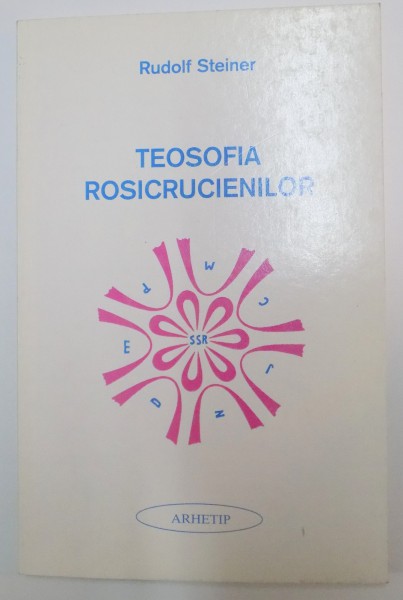 Rudolf Steiner
TEOSOFIA
ROSICRUCIENILOR
M
P
C
E
SSR
J
D
N
ARHETIP